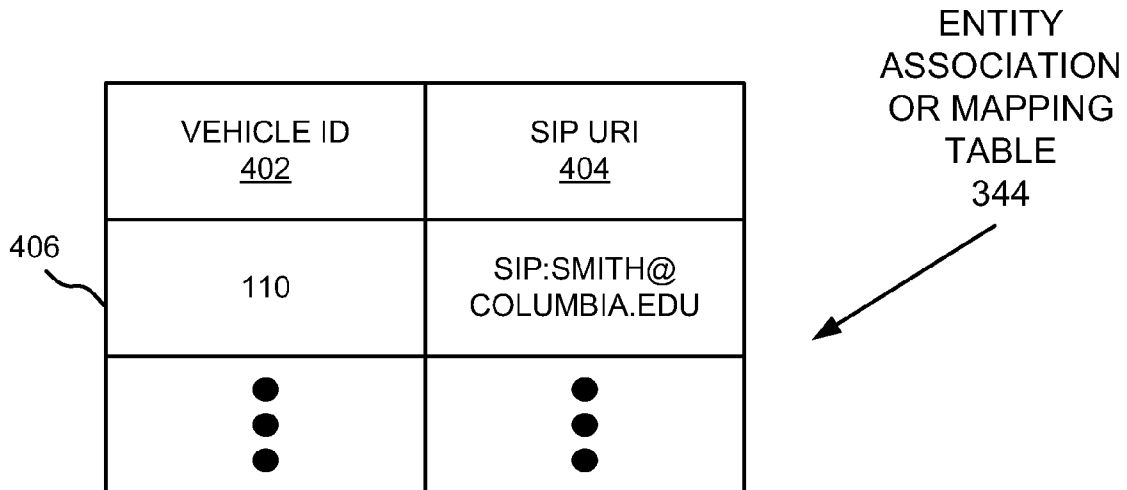 ENTITY
ASSOCIATION
OR MAPPING
TABLE
344
VEHICLE ID
402
SIP URI
404
406
110
SIP:SMITH@
COLUMBIA.EDU